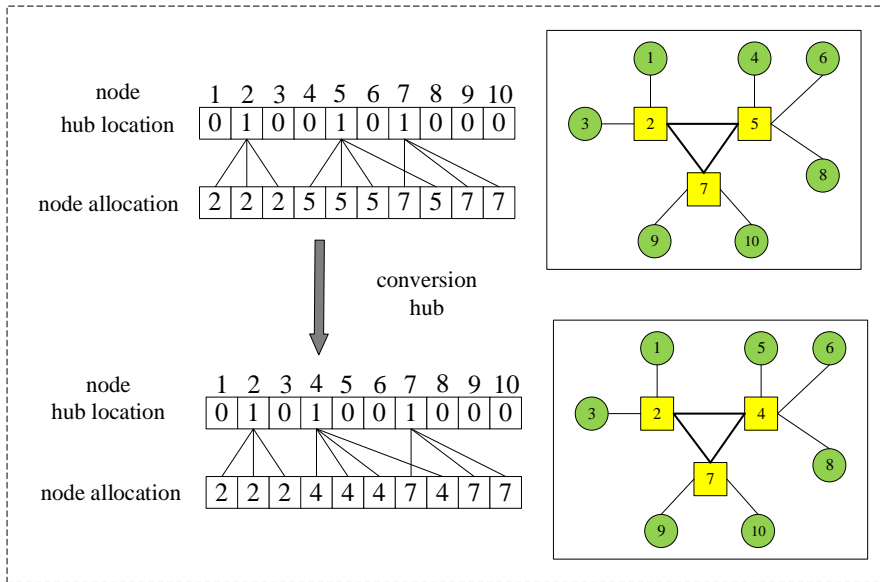 node 1 2 3 4 5 6 7 8 9 10
hub location 0 1 0 0 1 0 1 0 0 0
node allocation 2 2 2 5 5 5 7 5 7 7
conversion
hub
node 1 2 3 4 5 6 7 8 9 10
hub location 0 1 0 1 0 0 1 0 0 0
node allocation 2 2 2 4 4 4 7 4 7 7
1 4 6
3 2 5
8
7
9 10
1 5 6
3 2 4
8
7
9 10